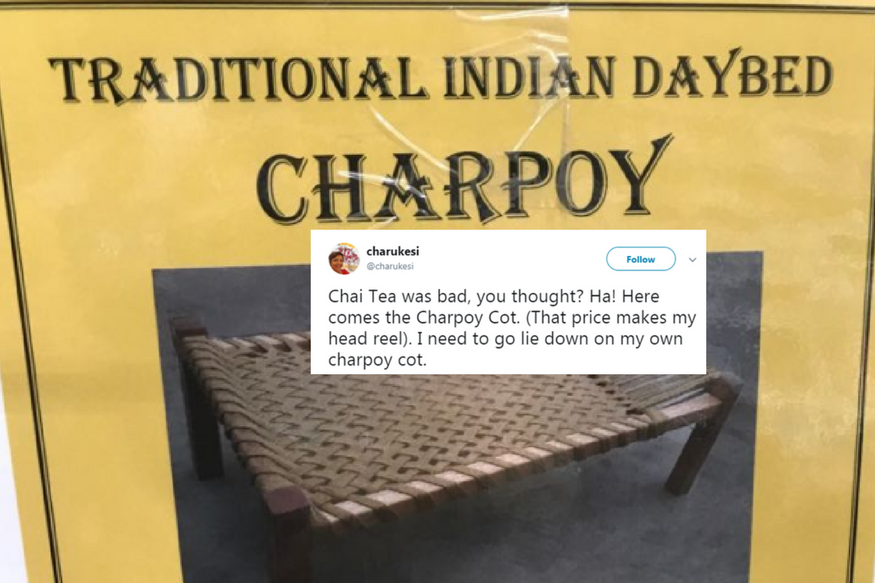 TRADITIONAL INDIAN DAYBED
CHARPOY
charukesi
@charukesi
Follow
Chai Tea was bad, you thought? Ha! Here
comes the Charpoy Cot. (That price makes my
head reel). I need to go lie down on my own
charpoy cot.